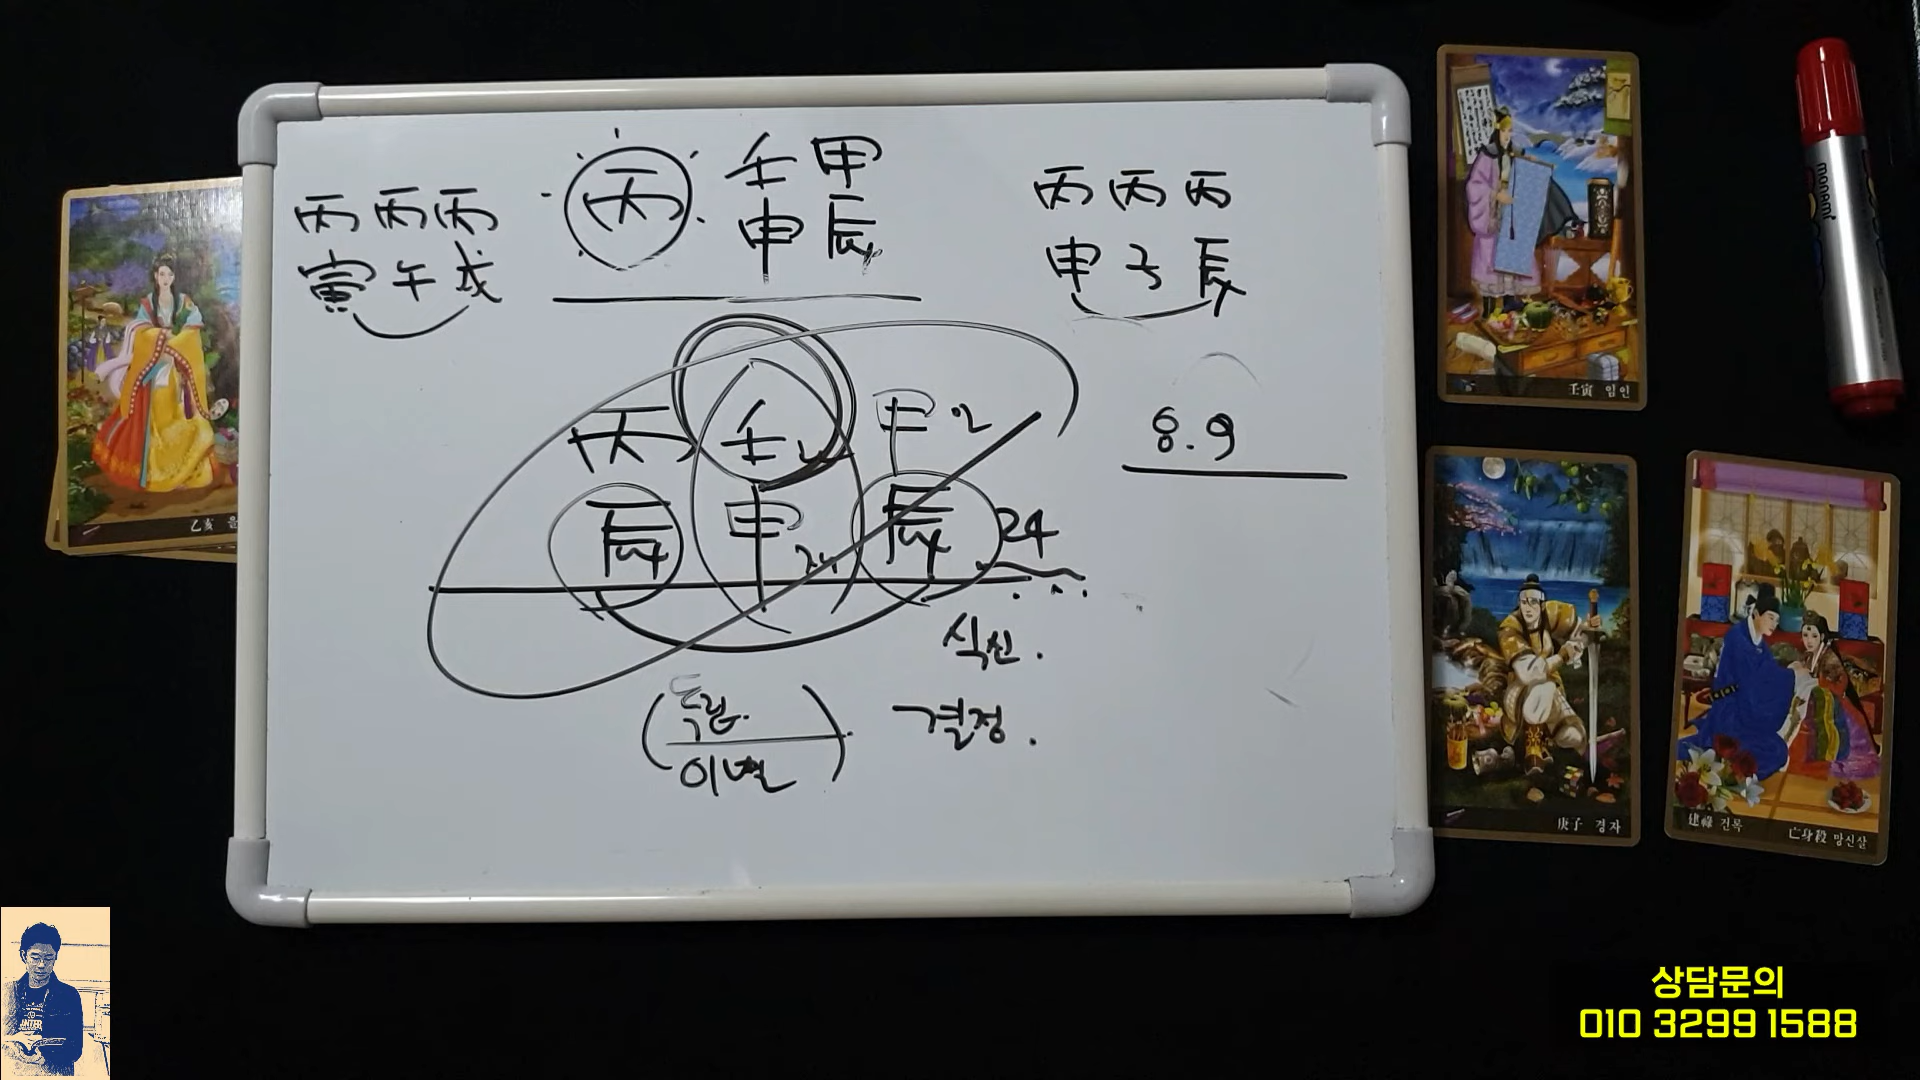 丙 丙 丙
寅 午 戌
丙 壬 甲
申 辰
丙 丙 丙
申 子 辰
丙 壬 甲
辰 申 辰 24
8.9
식신.
결정.
독립.
이별
乙亥 을
壬寅 임인
庚子 경자
建祿 건록
亡身殺 망신살
monami
상담문의
010 3299 1588